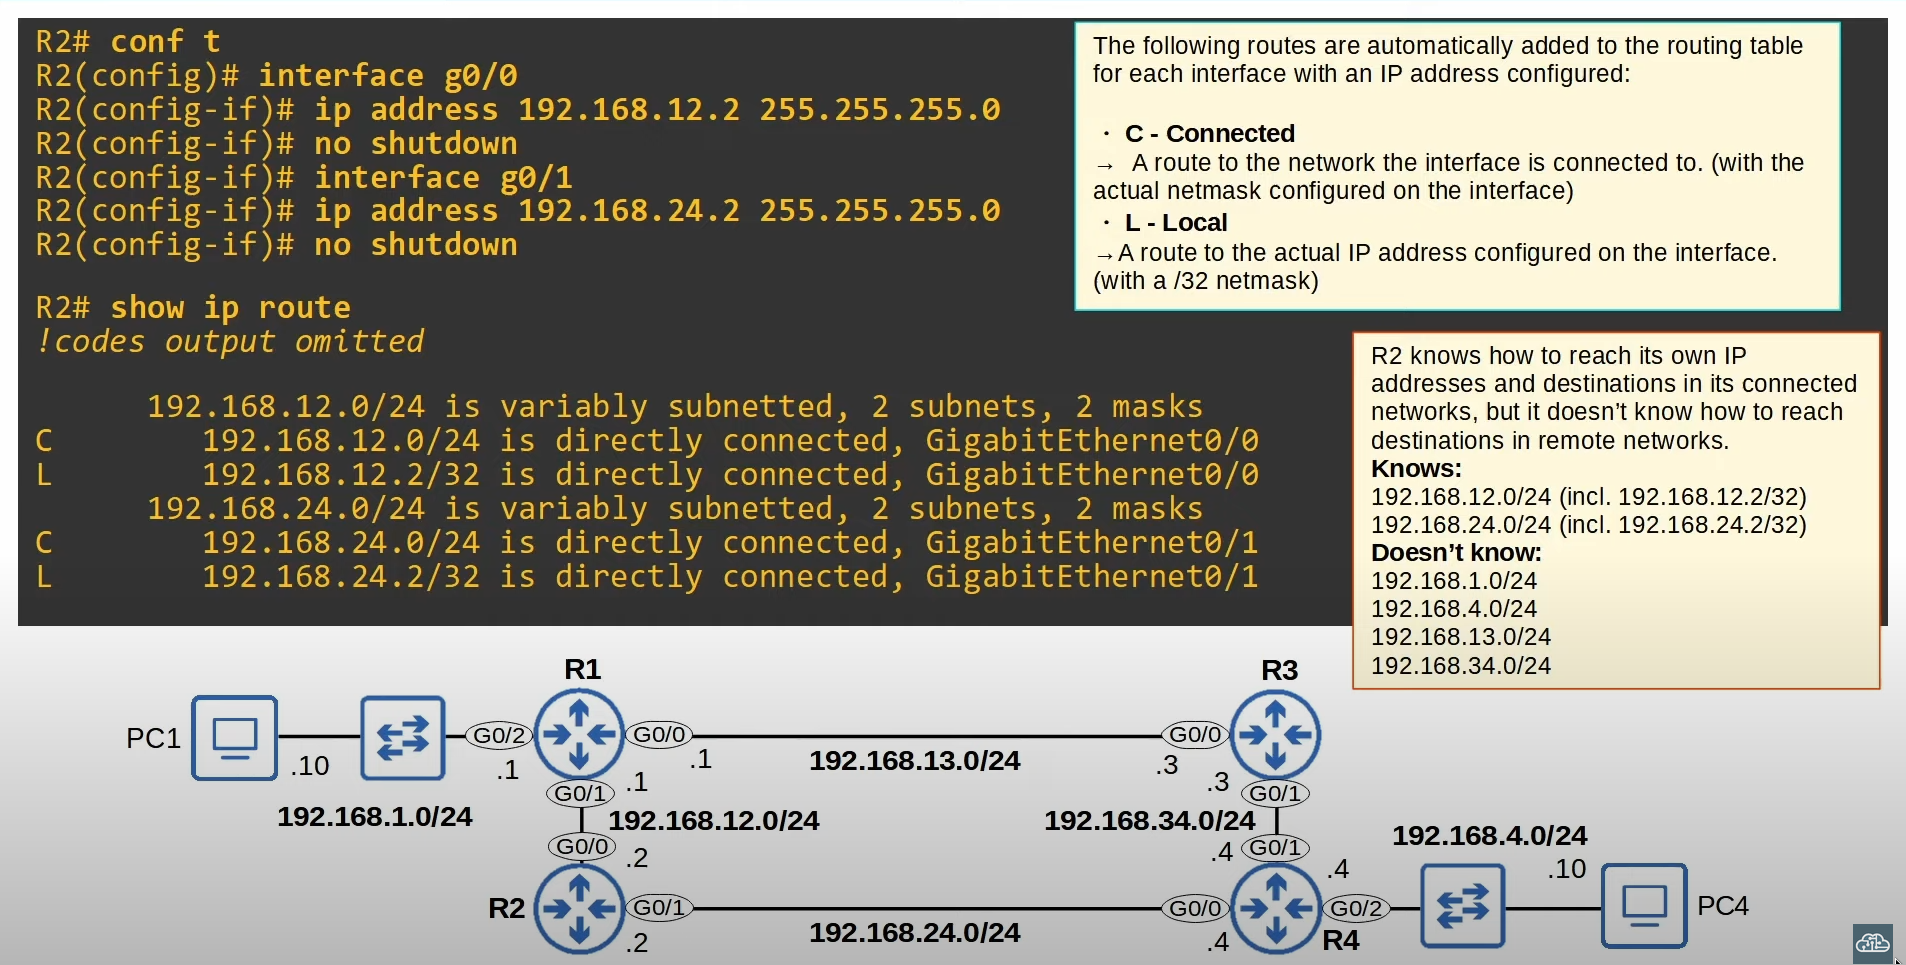 R2# conf t
R2(config)# interface g0/0
R2(config-if)# ip address 192.168.12.2 255.255.255.0
R2(config-if)# no shutdown
R2(config-if)# interface g0/1
R2(config-if)# ip address 192.168.24.2 255.255.255.0
R2(config-if)# no shutdown
R2# show ip route
!codes output omitted
192.168.12.0/24 is variably subnetted, 2 subnets, 2 masks
C 192.168.12.0/24 is directly connected, GigabitEthernet0/0
L 192.168.12.2/32 is directly connected, GigabitEthernet0/0
192.168.24.0/24 is variably subnetted, 2 subnets, 2 masks
C 192.168.24.0/24 is directly connected, GigabitEthernet0/1
L 192.168.24.2/32 is directly connected, GigabitEthernet0/1
The following routes are automatically added to the routing table
for each interface with an IP address configured:
· C - Connected
→ A route to the network the interface is connected to. (with the
actual netmask configured on the interface)
· L - Local
→A route to the actual IP address configured on the interface.
(with a /32 netmask)
R2 knows how to reach its own IP
addresses and destinations in its connected
networks, but it doesn't know how to reach
destinations in remote networks.
Knows:
192.168.12.0/24 (incl. 192.168.12.2/32)
192.168.24.0/24 (incl. 192.168.24.2/32)
Doesn't know:
192.168.1.0/24
192.168.4.0/24
192.168.13.0/24
192.168.34.0/24
R1
R3
PC1
G0/2
G0/0
G0/0
.10
.1
.1
.3
192.168.13.0/24
.1
.3
G0/1
G0/1
192.168.1.0/24
192.168.12.0/24
192.168.34.0/24
192.168.4.0/24
G0/0
G0/1
.2
.4
.4
.10
R2
G0/1
G0/0
G0/2
PC4
192.168.24.0/24
.2
.4
R4